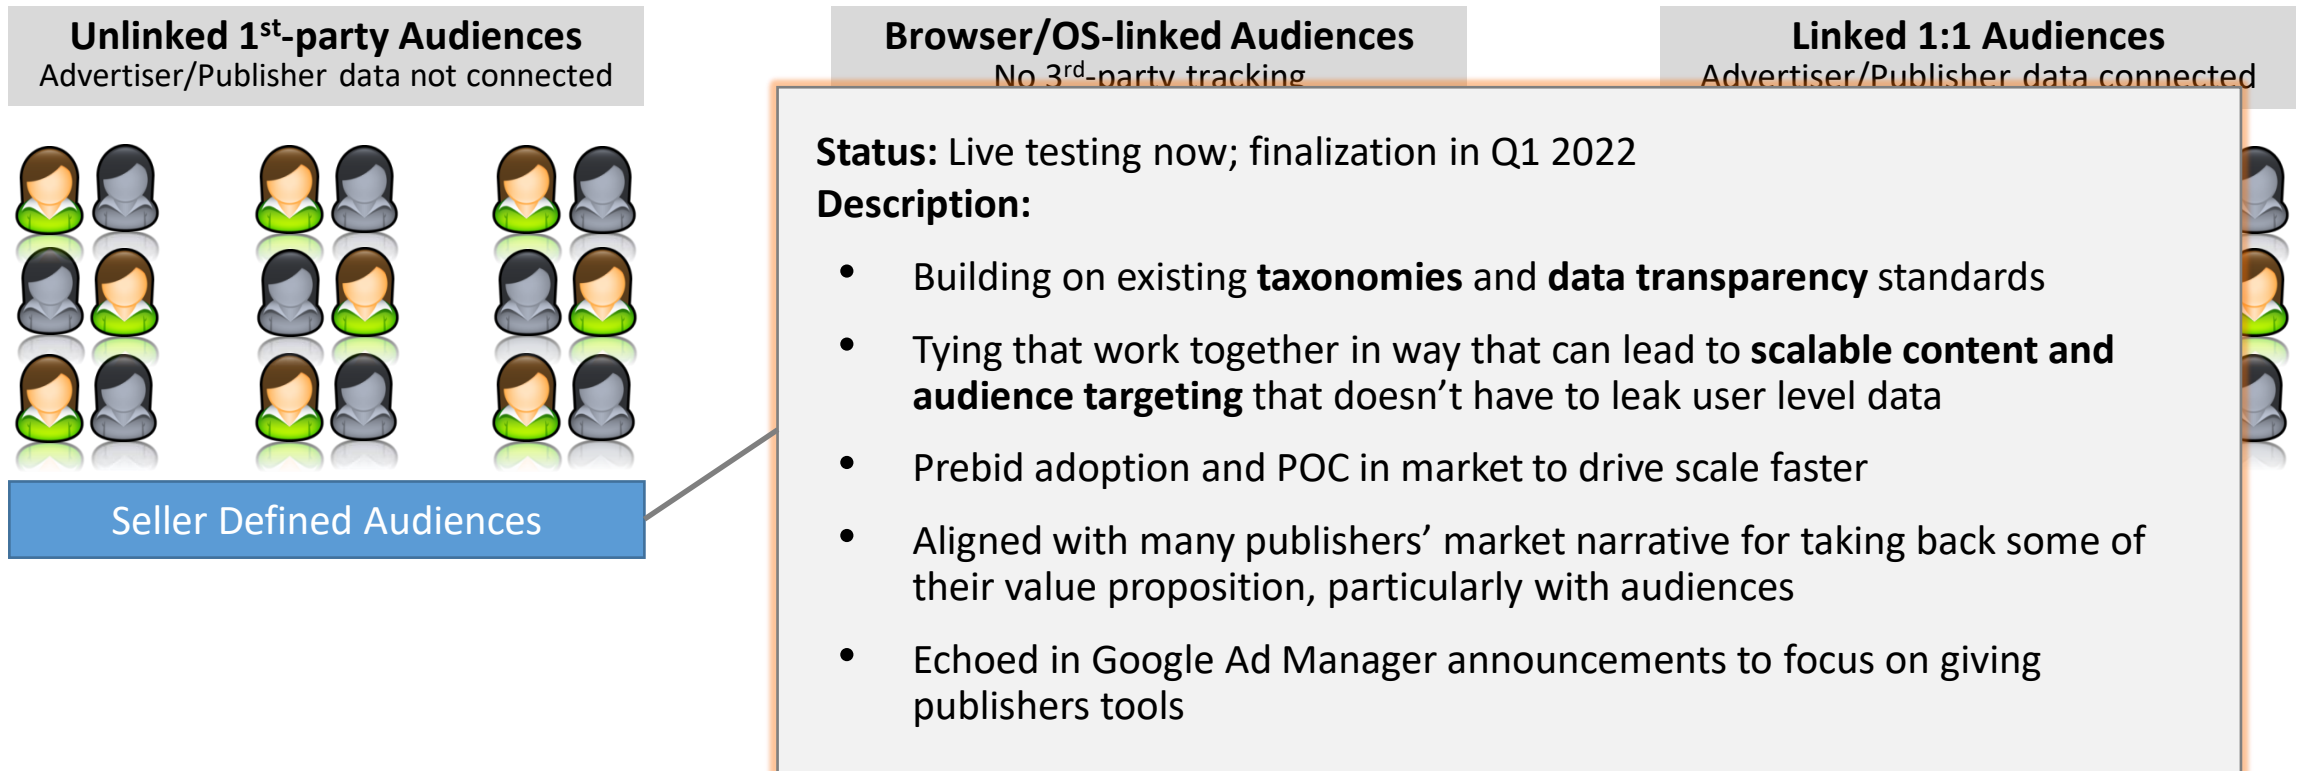 Unlinked 1st-party Audiences
Advertiser/Publisher data not connected
Browser/OS-linked Audiences
No 3rd-party tracking
Linked 1:1 Audiences
Advertiser/Publisher data connected
Seller Defined Audiences
Status: Live testing now; finalization in Q1 2022
Description:
• Building on existing taxonomies and data transparency standards
• Tying that work together in way that can lead to scalable content and
audience targeting that doesn’t have to leak user level data
• Prebid adoption and POC in market to drive scale faster
• Aligned with many publishers’ market narrative for taking back some of
their value proposition, particularly with audiences
• Echoed in Google Ad Manager announcements to focus on giving
publishers tools